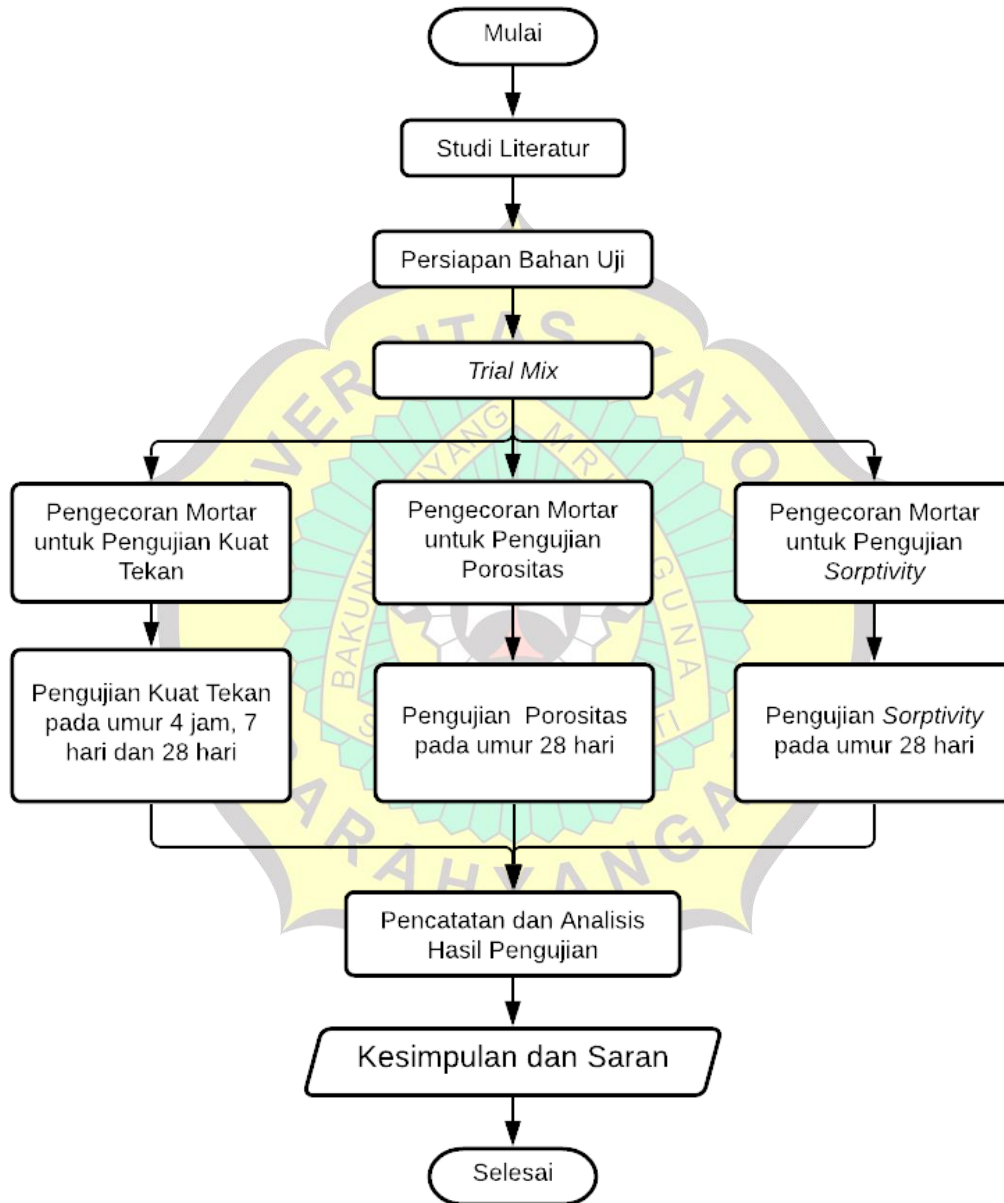 Mulai
Studi Literatur
Persiapan Bahan Uji
Trial Mix
Pengecoran Mortar
untuk Pengujian Kuat
Tekan
Pengecoran Mortar
untuk Pengujian
Porositas
Pengecoran Mortar
untuk Pengujian
Sorptivity
Pengujian Kuat Tekan
pada umur 4 jam, 7
hari dan 28 hari
Pengujian Porositas
pada umur 28 hari
Pengujian Sorptivity
pada umur 28 hari
Pencatatan dan Analisis
Hasil Pengujian
Kesimpulan dan Saran
Selesai